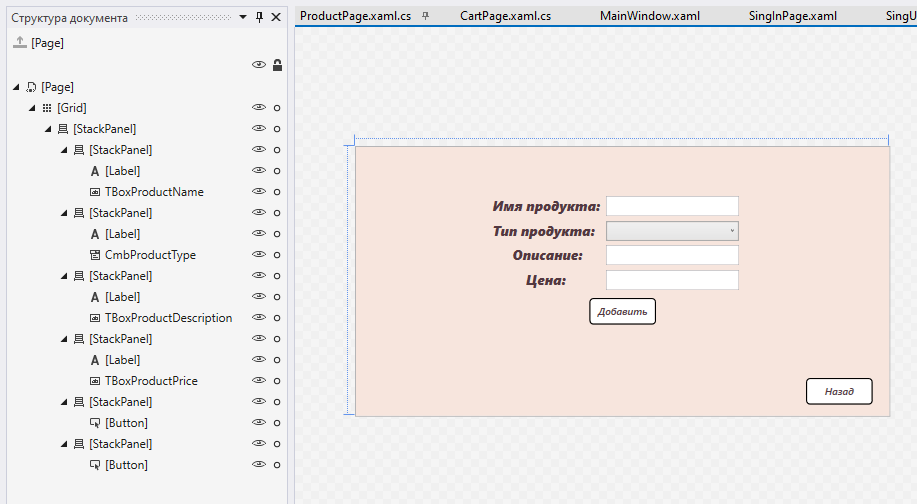 Структура документа
ProductPage.xaml.cs
CartPage.xaml.cs
MainWindow.xaml
SingInPage.xaml
SingU
[Page]
[Page]
[Grid]
[StackPanel]
[StackPanel]
[Label]
TBoxProductName
[StackPanel]
[Label]
CmbProductType
[StackPanel]
[Label]
TBoxProductDescription
[StackPanel]
[Label]
TBoxProductPrice
[StackPanel]
[Button]
[StackPanel]
[Button]
Имя продукта:
Тип продукта:
Описание:
Цена:
Добавить
Назад